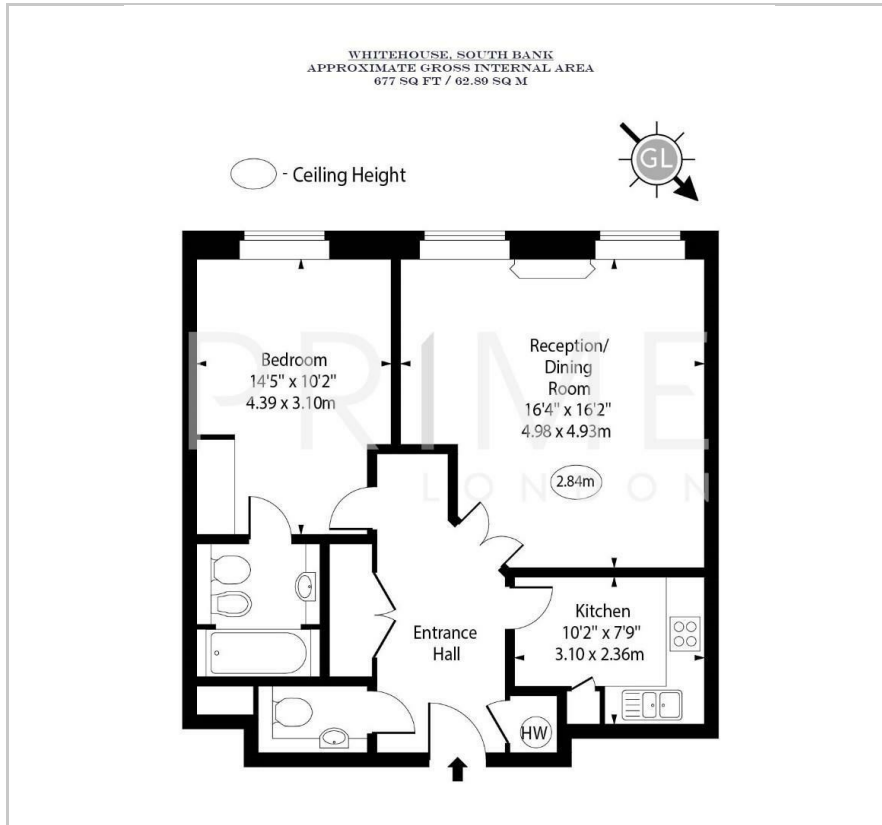 WHITEHOUSE, SOUTH BANK
APPROXIMATE GROSS INTERNAL AREA
677 SQ FT / 62.89 SQ M
GL
- Ceiling Height
Bedroom
14'5" x 10'2"
4.39 x 3.10m
Reception/
Dining
Room
16'4" x 16'2"
4.98 x 4.93m
2.84m
PRIME
LONDON
Kitchen
10'2" x 7'9"
3.10 x 2.36m
Entrance
Hall
HW